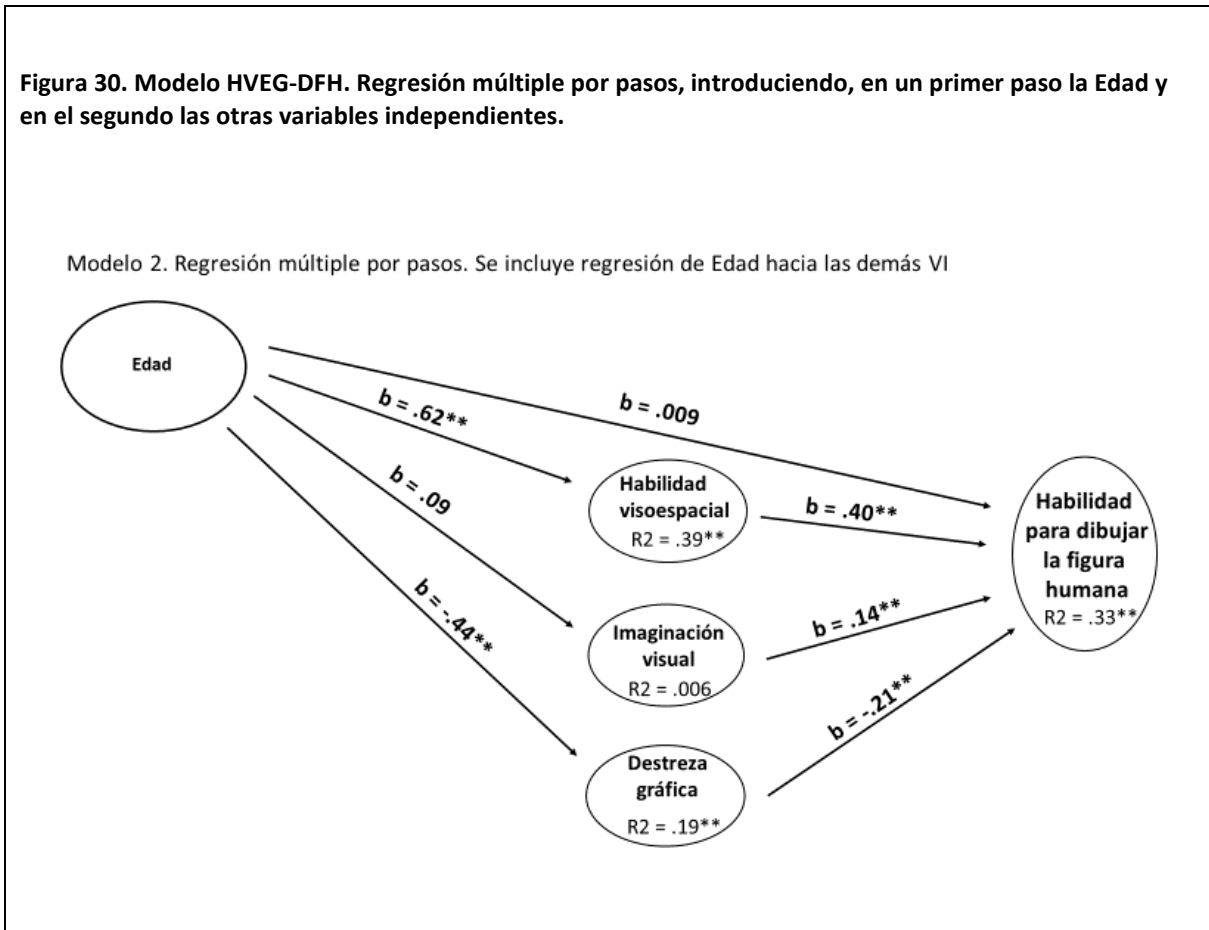 Figura 30. Modelo HVEG-DFH. Regresión múltiple por pasos, introduciendo, en un primer paso la Edad y
en el segundo las otras variables independientes.
Modelo 2. Regresión múltiple por pasos. Se incluye regresión de Edad hacia las demás VI
Edad
b = .009
b = .62**
b = .09
b = -.44**
Habilidad
visoespacial
R2 = .39**
b = .40**
Imaginación
visual
R2 = .006
b = .14**
Destreza
gráfica
R2 = .19**
b = -.21**
Habilidad
para dibujar
la figura
humana
R2 = .33**